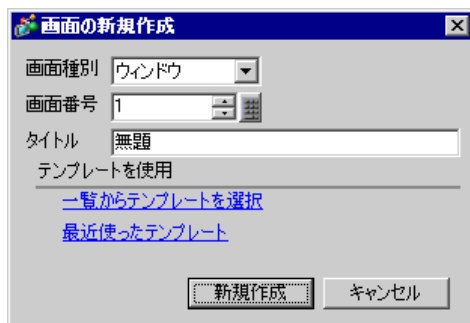 画面の新規作成
画面種別 ウィンドウ
画面番号 1
タイトル 無題
テンプレートを使用
一覧からテンプレートを選択
最近使ったテンプレート
新規作成 キャンセル